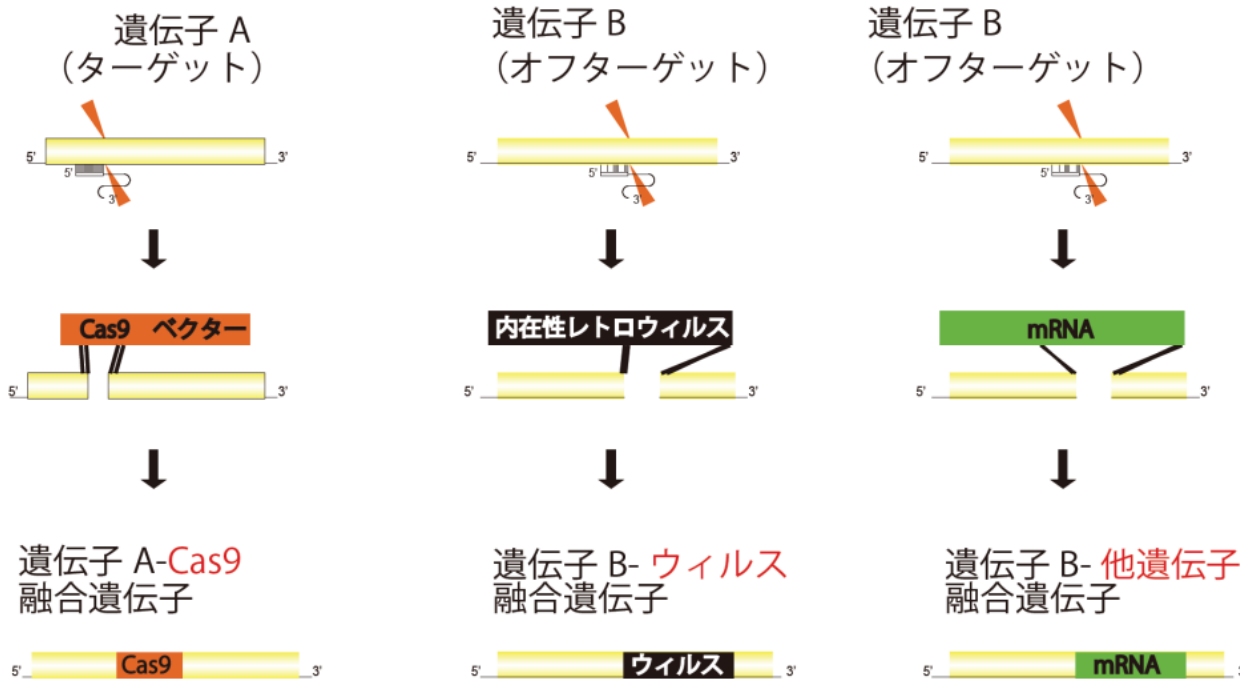 遺伝子 A
（ターゲット）
5'
3'
5'
3'
Cas9 ベクター
5'
3'
遺伝子 A-Cas9
融合遺伝子
5'
Cas9
3'
遺伝子 B
（オフターゲット）
5'
3'
5'
3'
内在性レトロウィルス
5'
3'
遺伝子 B- ウィルス
融合遺伝子
5'
ウィルス
3'
遺伝子 B
（オフターゲット）
5'
3'
5'
3'
mRNA
5'
3'
遺伝子 B- 他遺伝子
融合遺伝子
5'
mRNA
3'